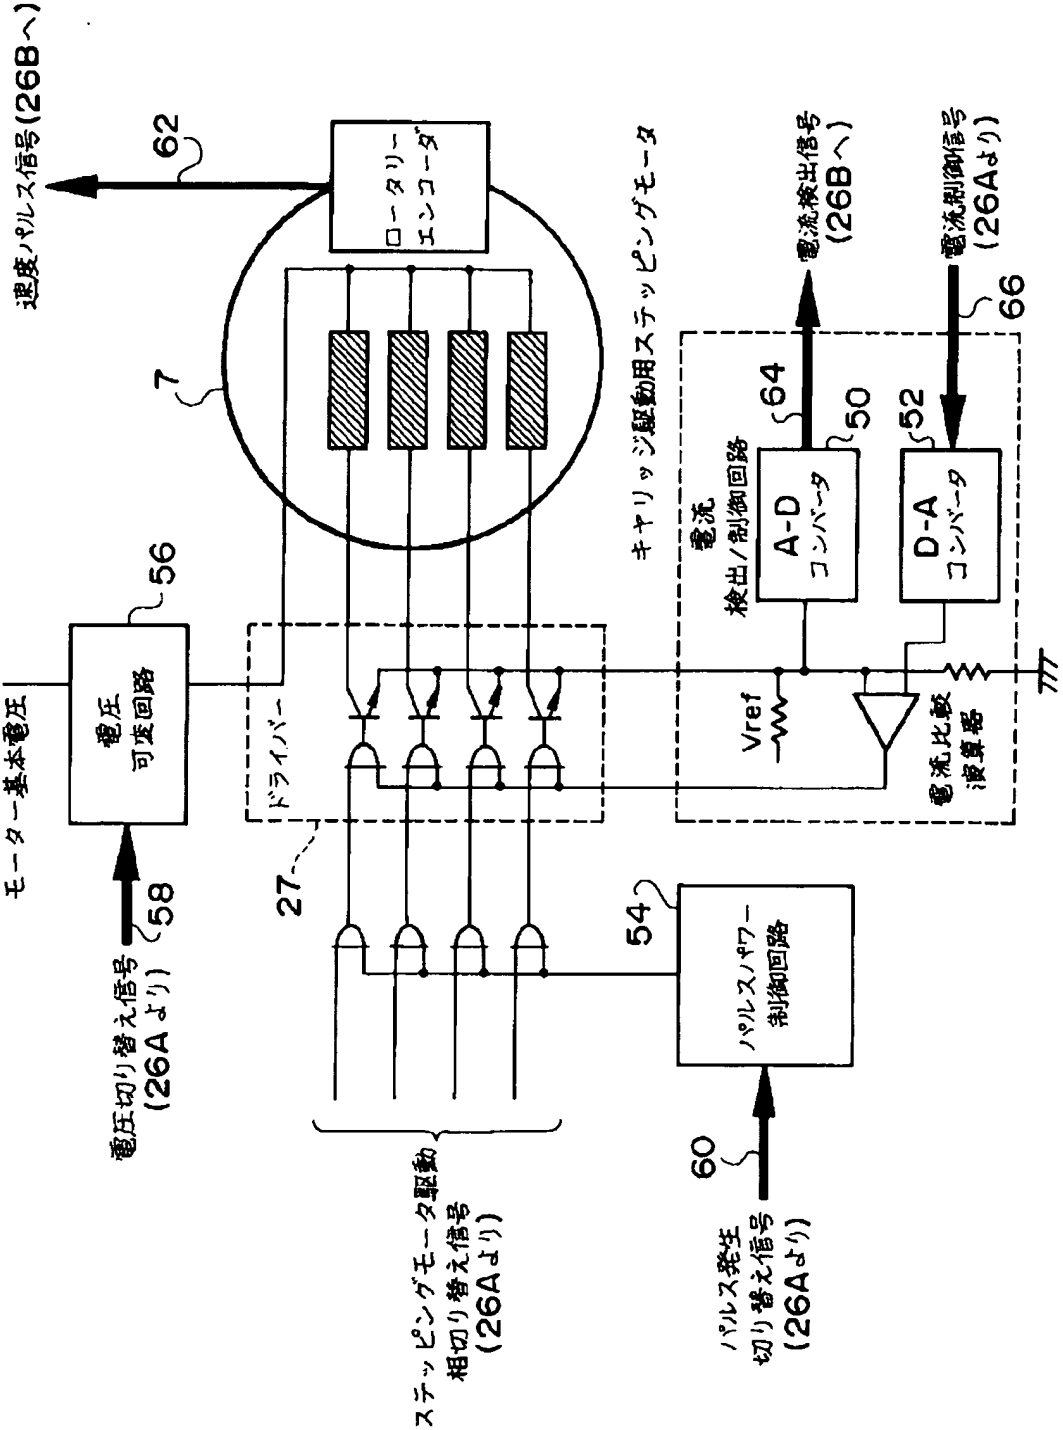 モーター基本電圧
電圧
可変回路
56
58
電圧切り替え信号
(26Aより)
速度パルス信号(26Bへ)
62
7
ロータリー
エンコーダ
キャリッジ駆動用ステッピングモータ
ドライバー
27
ステッピングモータ駆動
相切り替え信号
(26Aより)
54
パルスパワー
制御回路
60
パルス発生
切り替え信号
(26Aより)
電流
検出/制御回路
Vref
電流比較
演算器
A-D
コンバータ
50
64
電流検出信号
(26Bへ)
D-A
コンバータ
52
66
電流制御信号
(26Aより)